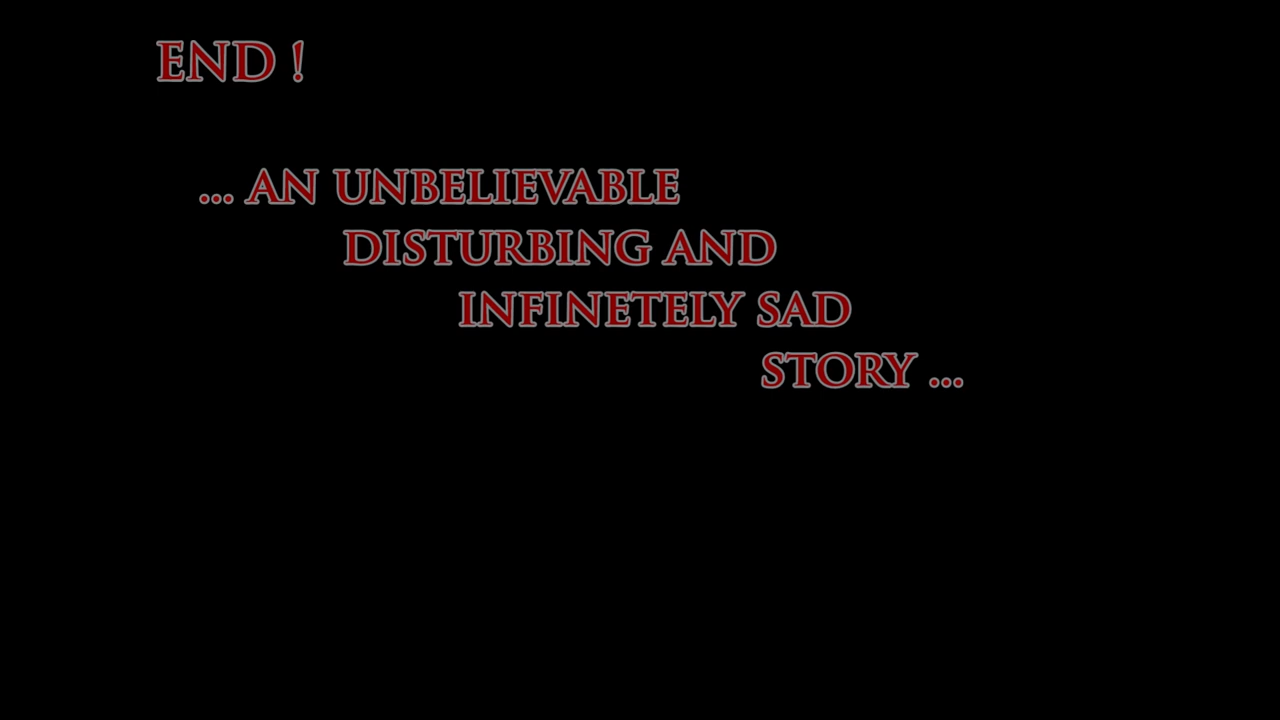 END !
... AN UNBELIEVABLE
DISTURBING AND
INFINETELY SAD
STORY ...